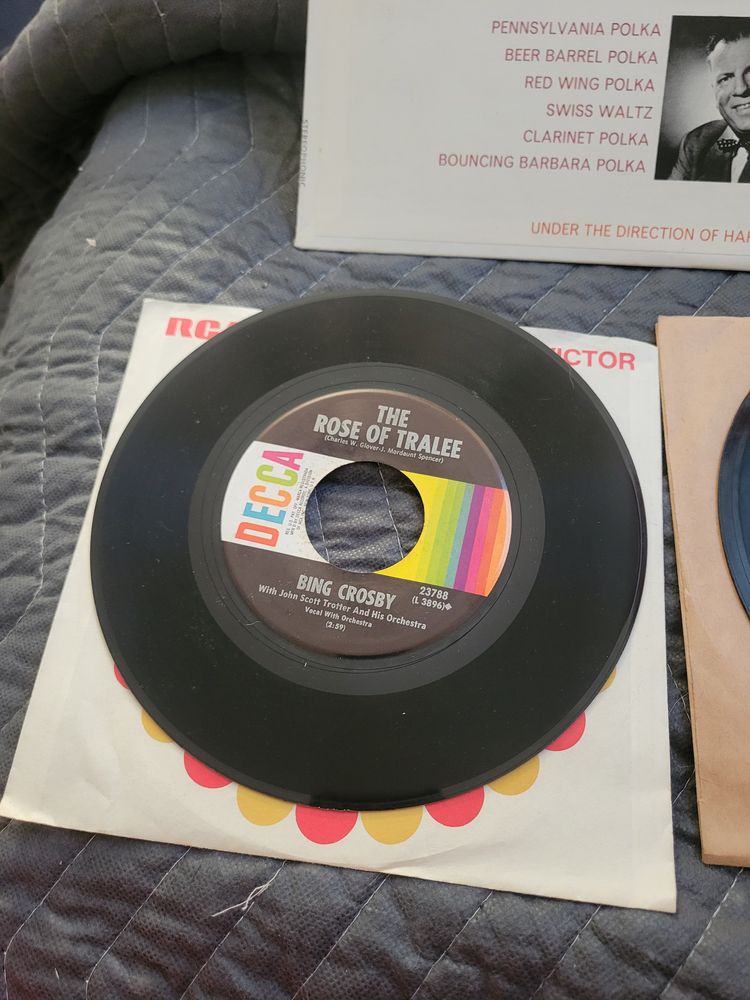 PENNSYLVANIA POLKA
BEER BARREL POLKA
RED WING POLKA
SWISS WALTZ
CLARINET POLKA
BOUNCING BARBARA POLKA
UNDER THE DIRECTION OF HAR
STEREOPHONIC
RCA
VICTOR
THE
ROSE OF TRALEE
(Charles W. Glover-J. Mordaunt Spencer)
DECCA
BING CROSBY
With John Scott Trotter And His Orchestra
Vocal With Orchestra
(2:59)
23788
(L 3896)◆